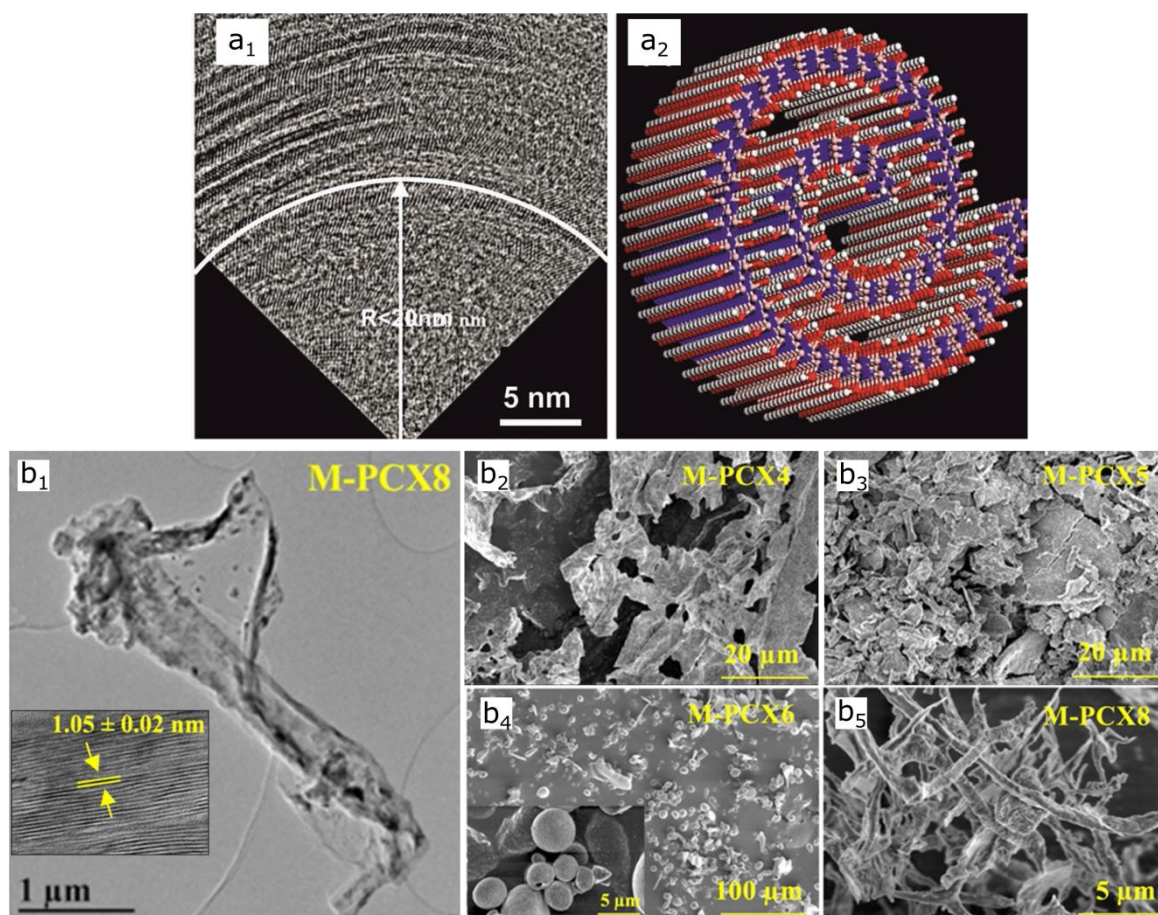 a1
a2
R<20 nm
5 nm
b1
M-PCX8
1.05 ± 0.02 nm
1 µm
b2
M-PCX4
20 µm
b3
M-PCX5
20 µm
b4
M-PCX6
5 µm
100 µm
b5
M-PCX8
5 µm